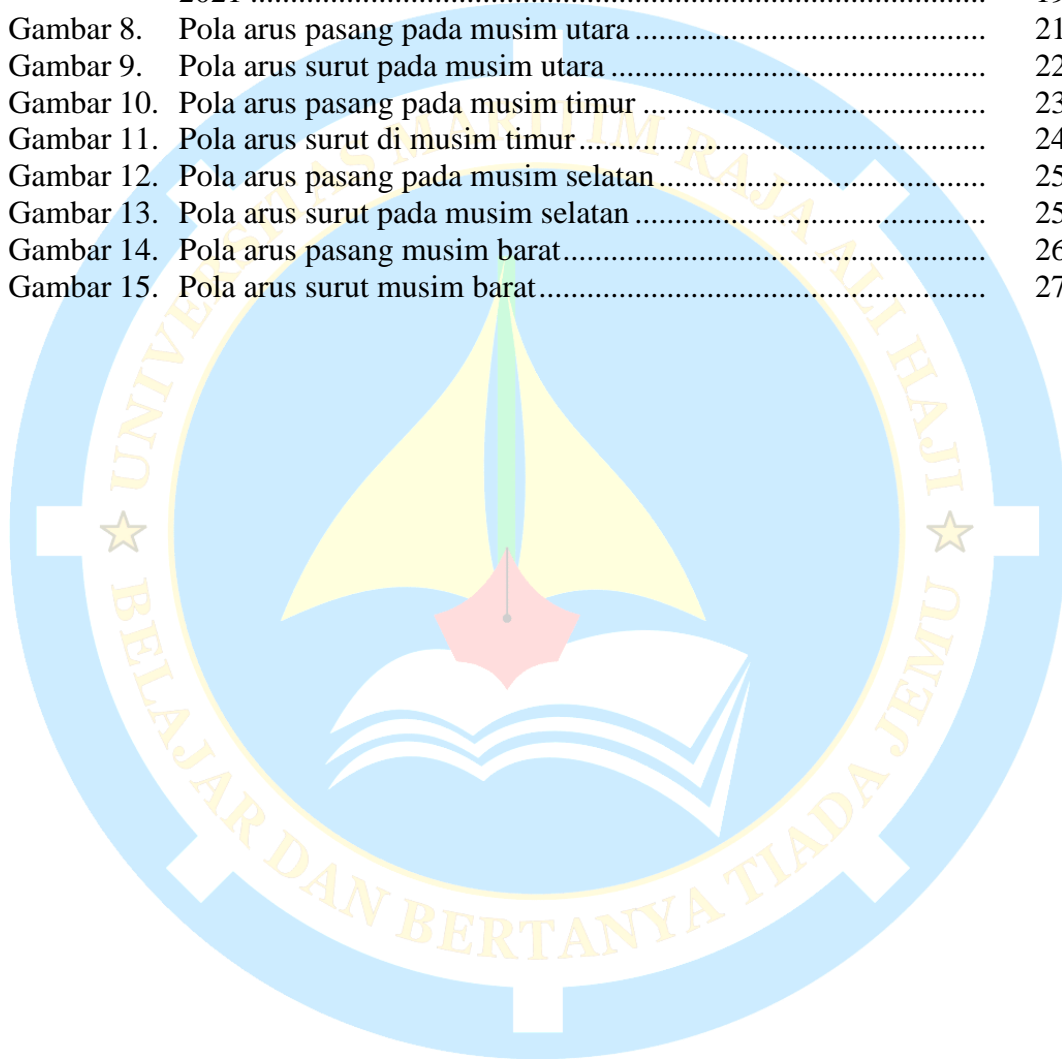 2021 ........................................................................................... 19
Gambar 8. Pola arus pasang pada musim utara ............................................. 21
Gambar 9. Pola arus surut pada musim utara ................................................ 22
Gambar 10. Pola arus pasang pada musim timur ............................................ 23
Gambar 11. Pola arus surut di musim timur .................................................... 24
Gambar 12. Pola arus pasang pada musim selatan .......................................... 25
Gambar 13. Pola arus surut pada musim selatan ............................................. 25
Gambar 14. Pola arus pasang musim barat ...................................................... 26
Gambar 15. Pola arus surut musim barat ......................................................... 27
UNIVERSITAS MARITIM RAJA ALI HAJI
BELAJAR DAN BERTANYA TIADA JEMU